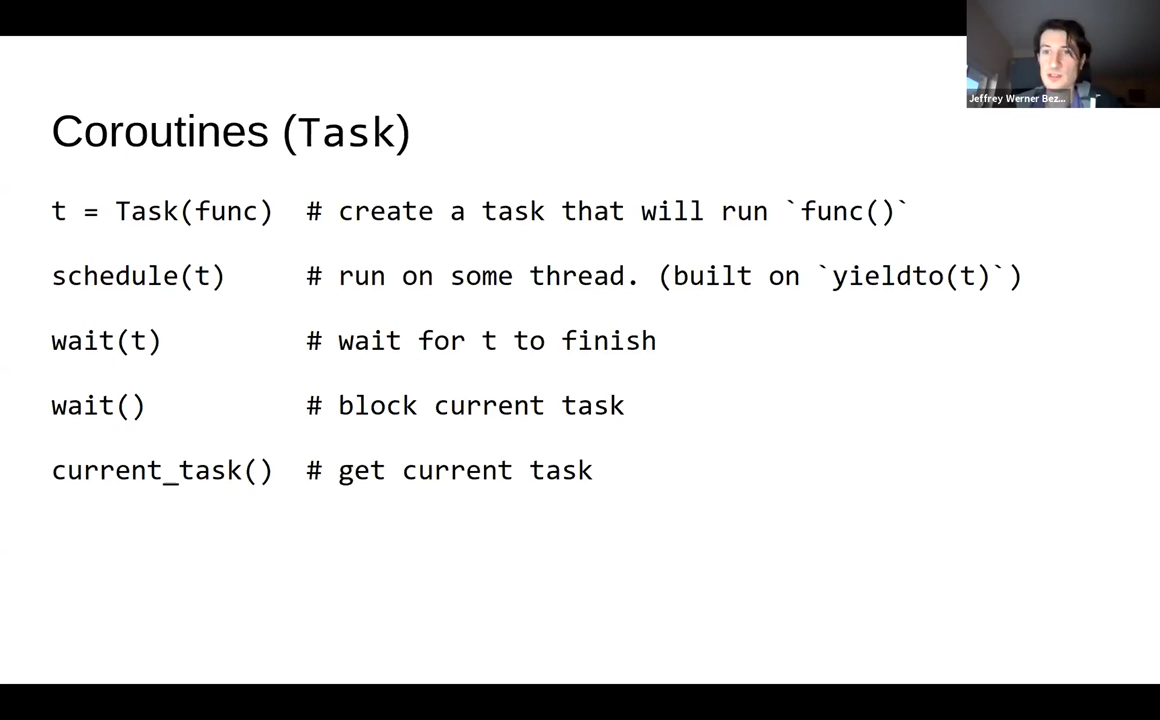 Jeffrey Werner Bez...
Coroutines (Task)
t = Task(func)  # create a task that will run `func()`
schedule(t)     # run on some thread. (built on `yieldto(t)`)
wait(t)         # wait for t to finish
wait()          # block current task
current_task()  # get current task